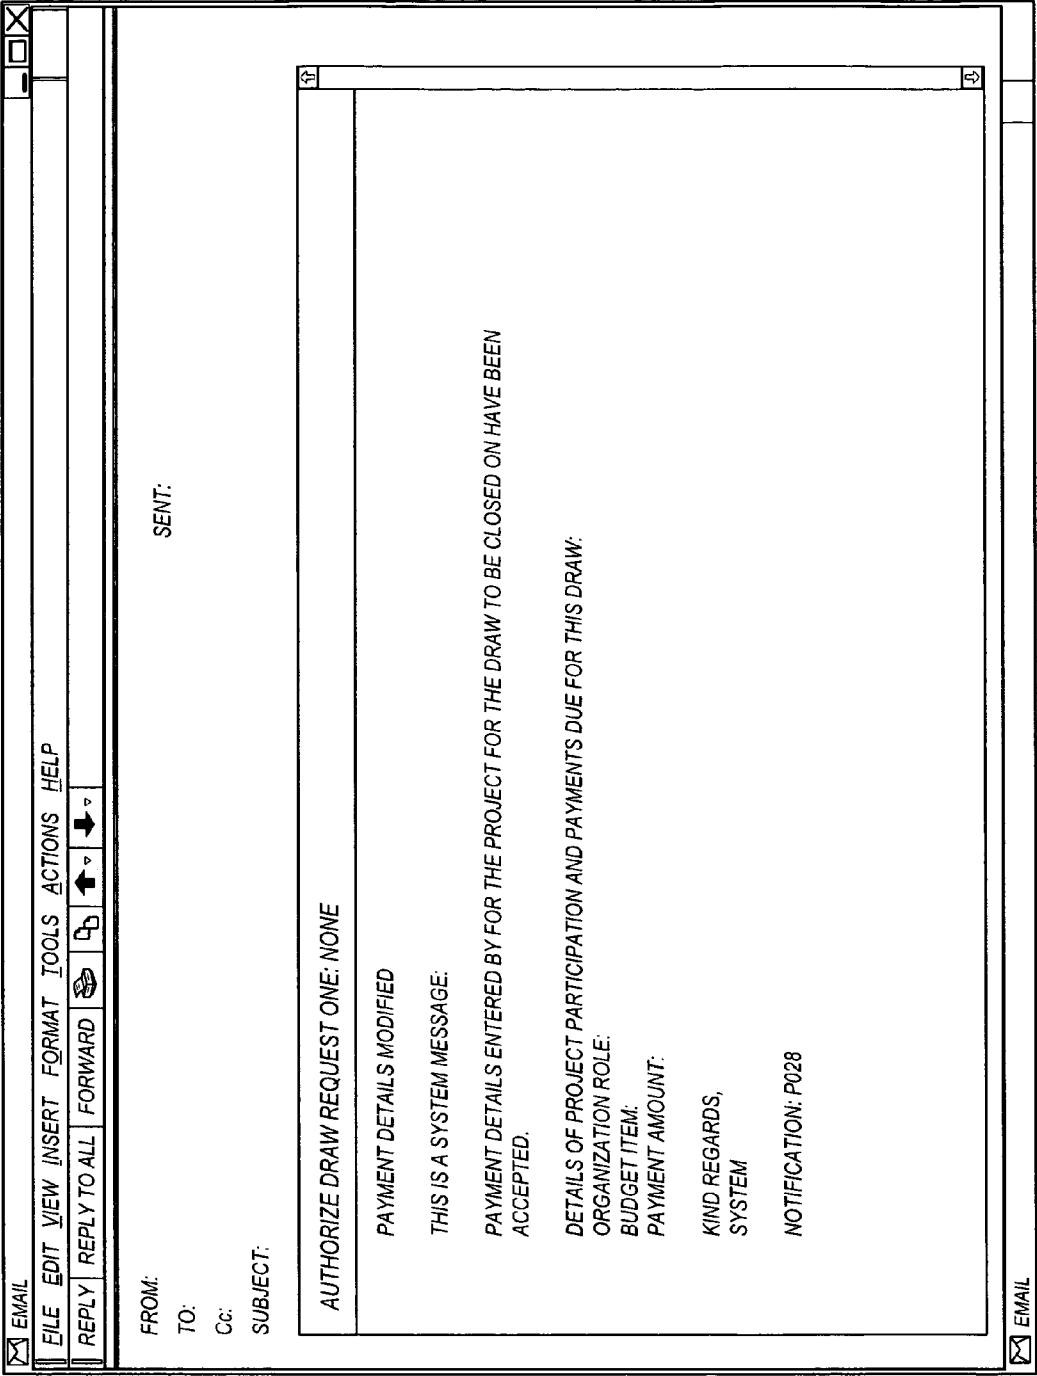 EMAIL
FILE EDIT VIEW INSERT FORMAT TOOLS ACTIONS HELP
REPLY REPLY TO ALL FORWARD
FROM: SENT:
TO:
Cc:
SUBJECT:
AUTHORIZE DRAW REQUEST ONE: NONE
PAYMENT DETAILS MODIFIED
THIS IS A SYSTEM MESSAGE:
PAYMENT DETAILS ENTERED BY FOR THE PROJECT FOR THE DRAW TO BE CLOSED ON HAVE BEEN
ACCEPTED.
DETAILS OF PROJECT PARTICIPATION AND PAYMENTS DUE FOR THIS DRAW:
ORGANIZATION ROLE:
BUDGET ITEM:
PAYMENT AMOUNT:
KIND REGARDS,
SYSTEM
NOTIFICATION: P028
EMAIL